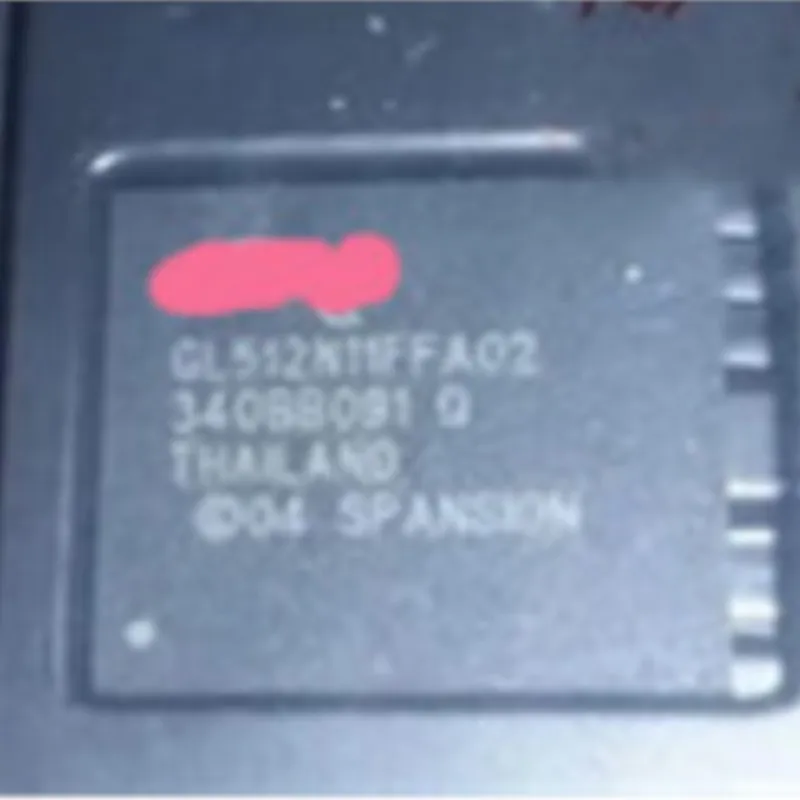 GL512N11FFA02
340BB091 Q
THAILAND
©04 SPANSION